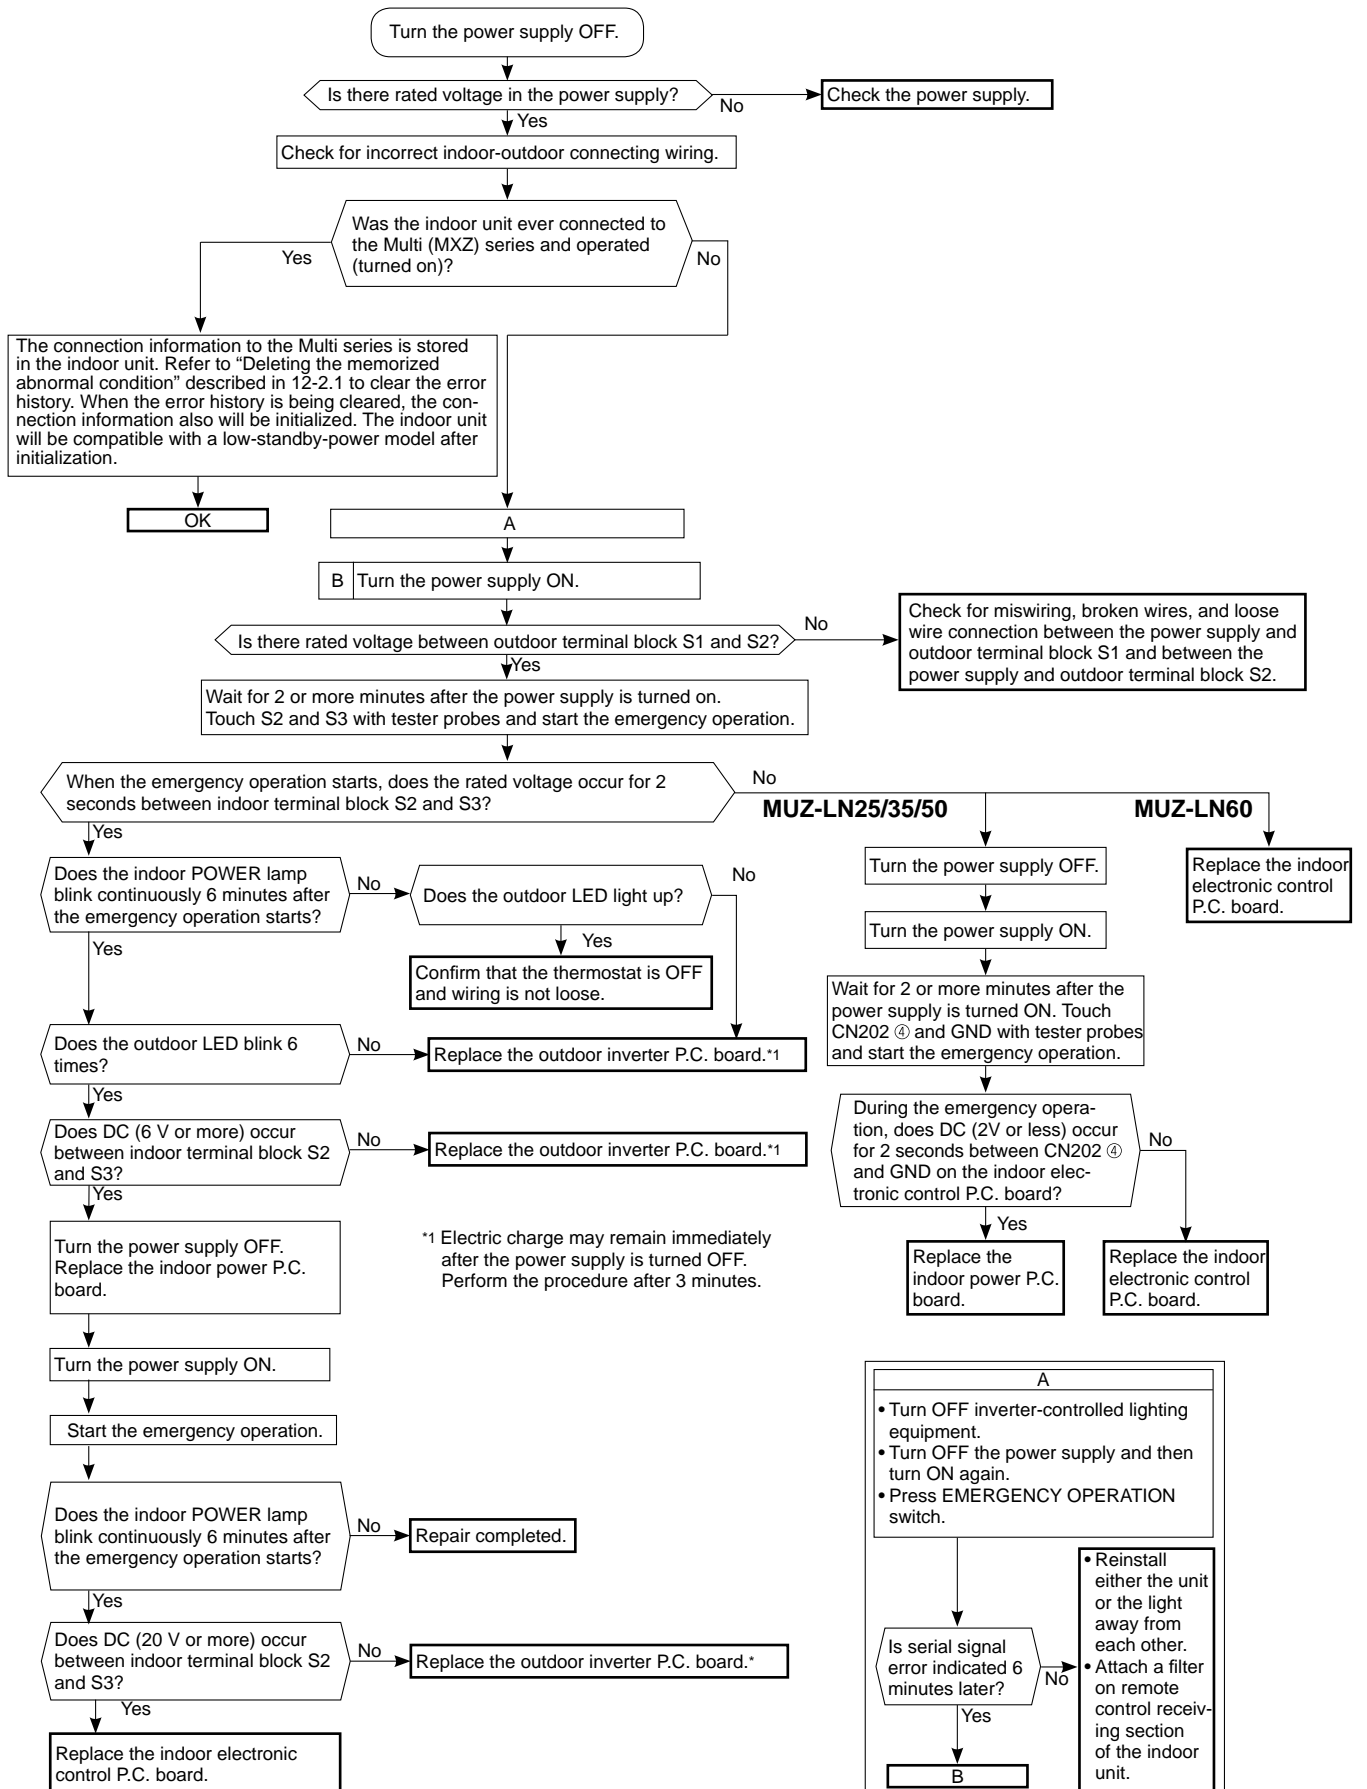 Turn the power supply OFF.
Is there rated voltage in the power supply?
No
Check the power supply.
Yes
Check for incorrect indoor-outdoor connecting wiring.
Was the indoor unit ever connected to
the Multi (MXZ) series and operated
(turned on)?
Yes
No
The connection information to the Multi series is stored
in the indoor unit. Refer to “Deleting the memorized
abnormal condition” described in 12-2.1 to clear the error
history. When the error history is being cleared, the con-
nection information also will be initialized. The indoor unit
will be compatible with a low-standby-power model after
initialization.
OK
A
B Turn the power supply ON.
Is there rated voltage between outdoor terminal block S1 and S2?
No
Check for miswiring, broken wires, and loose
wire connection between the power supply and
outdoor terminal block S1 and between the
power supply and outdoor terminal block S2.
Yes
Wait for 2 or more minutes after the power supply is turned on.
Touch S2 and S3 with tester probes and start the emergency operation.
When the emergency operation starts, does the rated voltage occur for 2
seconds between indoor terminal block S2 and S3?
No
MUZ-LN25/35/50
MUZ-LN60
Yes
Does the indoor POWER lamp
blink continuously 6 minutes after
the emergency operation starts?
No
Does the outdoor LED light up?
No
Yes
Confirm that the thermostat is OFF
and wiring is not loose.
Yes
Does the outdoor LED blink 6
times?
No
Replace the outdoor inverter P.C. board.*1
Yes
Does DC (6 V or more) occur
between indoor terminal block S2
and S3?
No
Replace the outdoor inverter P.C. board.*1
Yes
Turn the power supply OFF.
Replace the indoor power P.C.
board.
*1 Electric charge may remain immediately
after the power supply is turned OFF.
Perform the procedure after 3 minutes.
Turn the power supply ON.
Start the emergency operation.
Does the indoor POWER lamp
blink continuously 6 minutes after
the emergency operation starts?
No
Repair completed.
Yes
Does DC (20 V or more) occur
between indoor terminal block S2
and S3?
No
Replace the outdoor inverter P.C. board.*
Yes
Replace the indoor electronic
control P.C. board.
Turn the power supply OFF.
Turn the power supply ON.
Wait for 2 or more minutes after the
power supply is turned ON. Touch
CN202 ④ and GND with tester probes
and start the emergency operation.
During the emergency opera-
tion, does DC (2V or less) occur
for 2 seconds between CN202 ④
and GND on the indoor elec-
tronic control P.C. board?
No
Yes
Replace the
indoor power P.C.
board.
Replace the indoor
electronic control
P.C. board.
Replace the indoor
electronic control
P.C. board.
A
• Turn OFF inverter-controlled lighting
equipment.
• Turn OFF the power supply and then
turn ON again.
• Press EMERGENCY OPERATION
switch.
Is serial signal
error indicated 6
minutes later?
No
• Reinstall
either the unit
or the light
away from
each other.
• Attach a filter
on remote
control receiv-
ing section
of the indoor
unit.
Yes
B